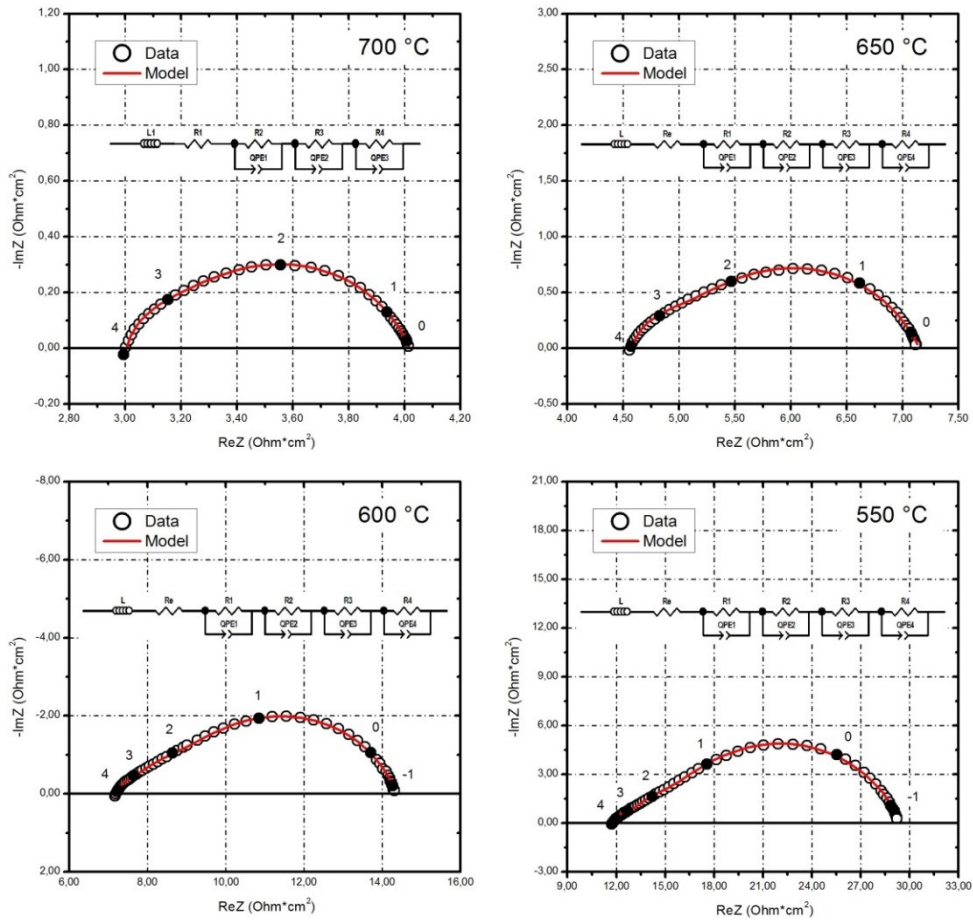 700 °C
Data
Model
L1 R1 R2 R3 R4
QPE1 QPE2 QPE3
4 3 2 1 0
1,20
1,00
0,80
0,60
0,40
0,20
0,00
-0,20
-ImZ (Ohm*cm²)
2,80 3,00 3,20 3,40 3,60 3,80 4,00 4,20
ReZ (Ohm*cm²)
650 °C
Data
Model
L Re R1 R2 R3 R4
QPE1 QPE2 QPE3 QPE4
4 3 2 1 0
3,00
2,50
2,00
1,50
1,00
0,50
0,00
-0,50
-ImZ (Ohm*cm²)
4,00 4,50 5,00 5,50 6,00 6,50 7,00 7,50
ReZ (Ohm*cm²)
600 °C
Data
Model
L Re R1 R2 R3 R4
QPE1 QPE2 QPE3 QPE4
4 3 2 1 0 -1
-8,00
-6,00
-4,00
-2,00
0,00
2,00
-ImZ (Ohm*cm²)
6,00 8,00 10,00 12,00 14,00 16,00
ReZ (Ohm*cm²)
550 °C
Data
Model
L Re R1 R2 R3 R4
QPE1 QPE2 QPE3 QPE4
4 3 2 1 0 -1
21,00
18,00
15,00
12,00
9,00
6,00
3,00
0,00
-3,00
-ImZ (Ohm*cm²)
9,00 12,00 15,00 18,00 21,00 24,00 27,00 30,00 33,00
ReZ (Ohm*cm²)